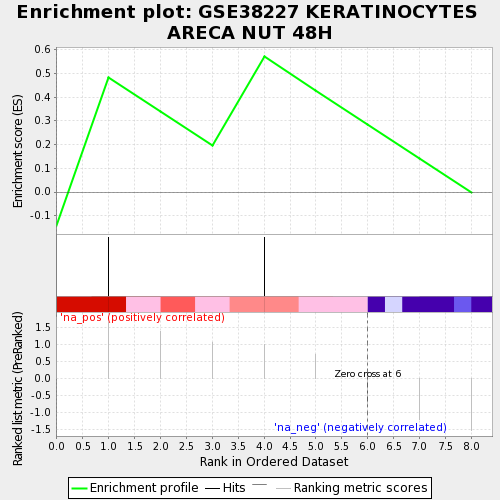 Enrichment plot: GSE38227 KERATINOCYTES
ARECA NUT 48H
Enrichment score (ES)
0.6
0.5
0.4
0.3
0.2
0.1
0.0
-0.1
'na_pos' (positively correlated)
Ranked list metric (PreRanked)
1.5
1.0
0.5
0.0
-0.5
-1.0
-1.5
Zero cross at 6
'na_neg' (negatively correlated)
0.0 0.5 1.0 1.5 2.0 2.5 3.0 3.5 4.0 4.5 5.0 5.5 6.0 6.5 7.0 7.5 8.0
Rank in Ordered Dataset
Enrichment profile Hits Ranking metric scores